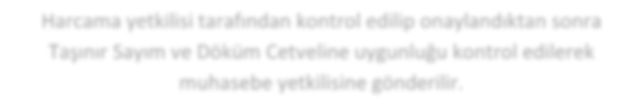 Harcama yetkilisi tarafından kontrol edilip onaylandıktan sonra
Taşınır Sayım ve Döküm Cetveline uygunluğu kontrol edilerek
muhasebe yetkilisine gönderilir.